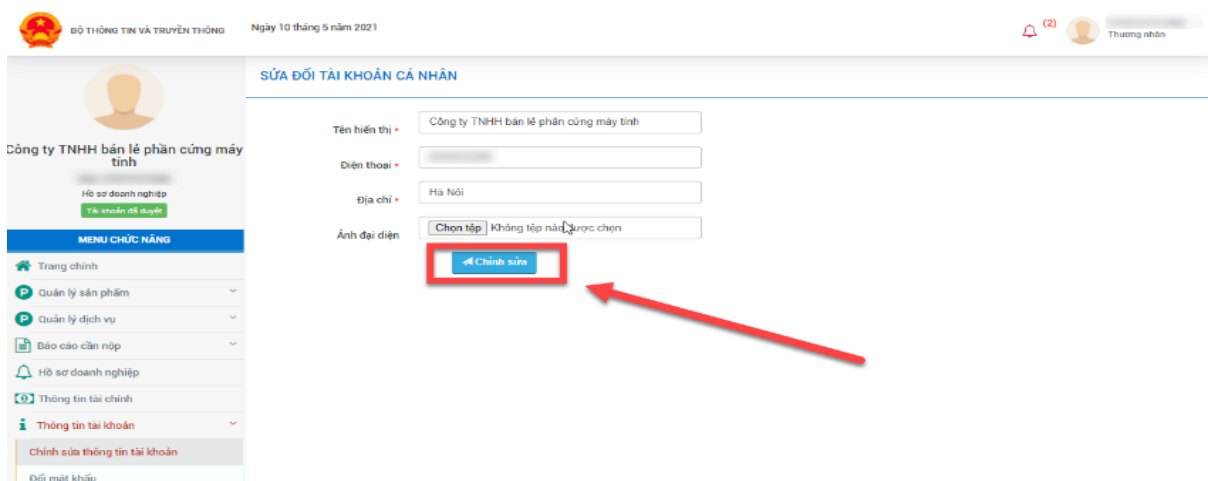 BỘ THÔNG TIN VÀ TRUYỀN THÔNG
Ngày 10 tháng 5 năm 2021
(2)
Thương nhân
Công ty TNHH bán lẻ phần cứng máy
tính
Hồ sơ doanh nghiệp
Tài khoản đã duyệt
MENU CHỨC NĂNG
Trang chính
Quản lý sản phẩm
Quản lý dịch vụ
Báo cáo cần nộp
Hồ sơ doanh nghiệp
Thông tin tài chính
Thông tin tài khoản
Chỉnh sửa thông tin tài khoản
Đổi mật khẩu
SỬA ĐỔI TÀI KHOẢN CÁ NHÂN
Tên hiển thị *
Công ty TNHH bán lẻ phần cứng máy tính
Điện thoại *
Địa chỉ *
Hà Nội
Ảnh đại diện
Chọn tệp Không tệp nào được chọn
Chỉnh sửa